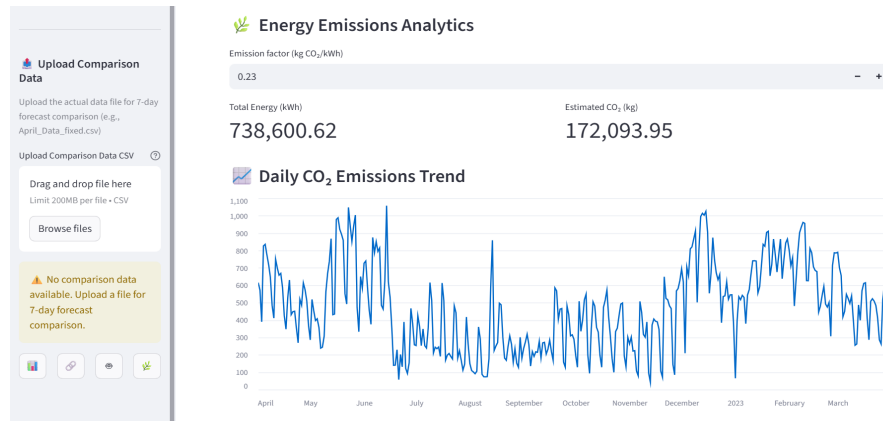 Upload Comparison
Data
Upload the actual data file for 7-day
forecast comparison (e.g.,
April_Data_fixed.csv)
Upload Comparison Data CSV
Drag and drop file here
Limit 200MB per file • CSV
Browse files
No comparison data
available. Upload a file for
7-day forecast
comparison.
Energy Emissions Analytics
Emission factor (kg CO₂/kWh)
0.23
− +
Total Energy (kWh) Estimated CO₂ (kg)
738,600.62 172,093.95
Daily CO₂ Emissions Trend
1,100
1,000
900
800
700
600
500
400
300
200
100
0
April May June July August September October November December 2023 February March